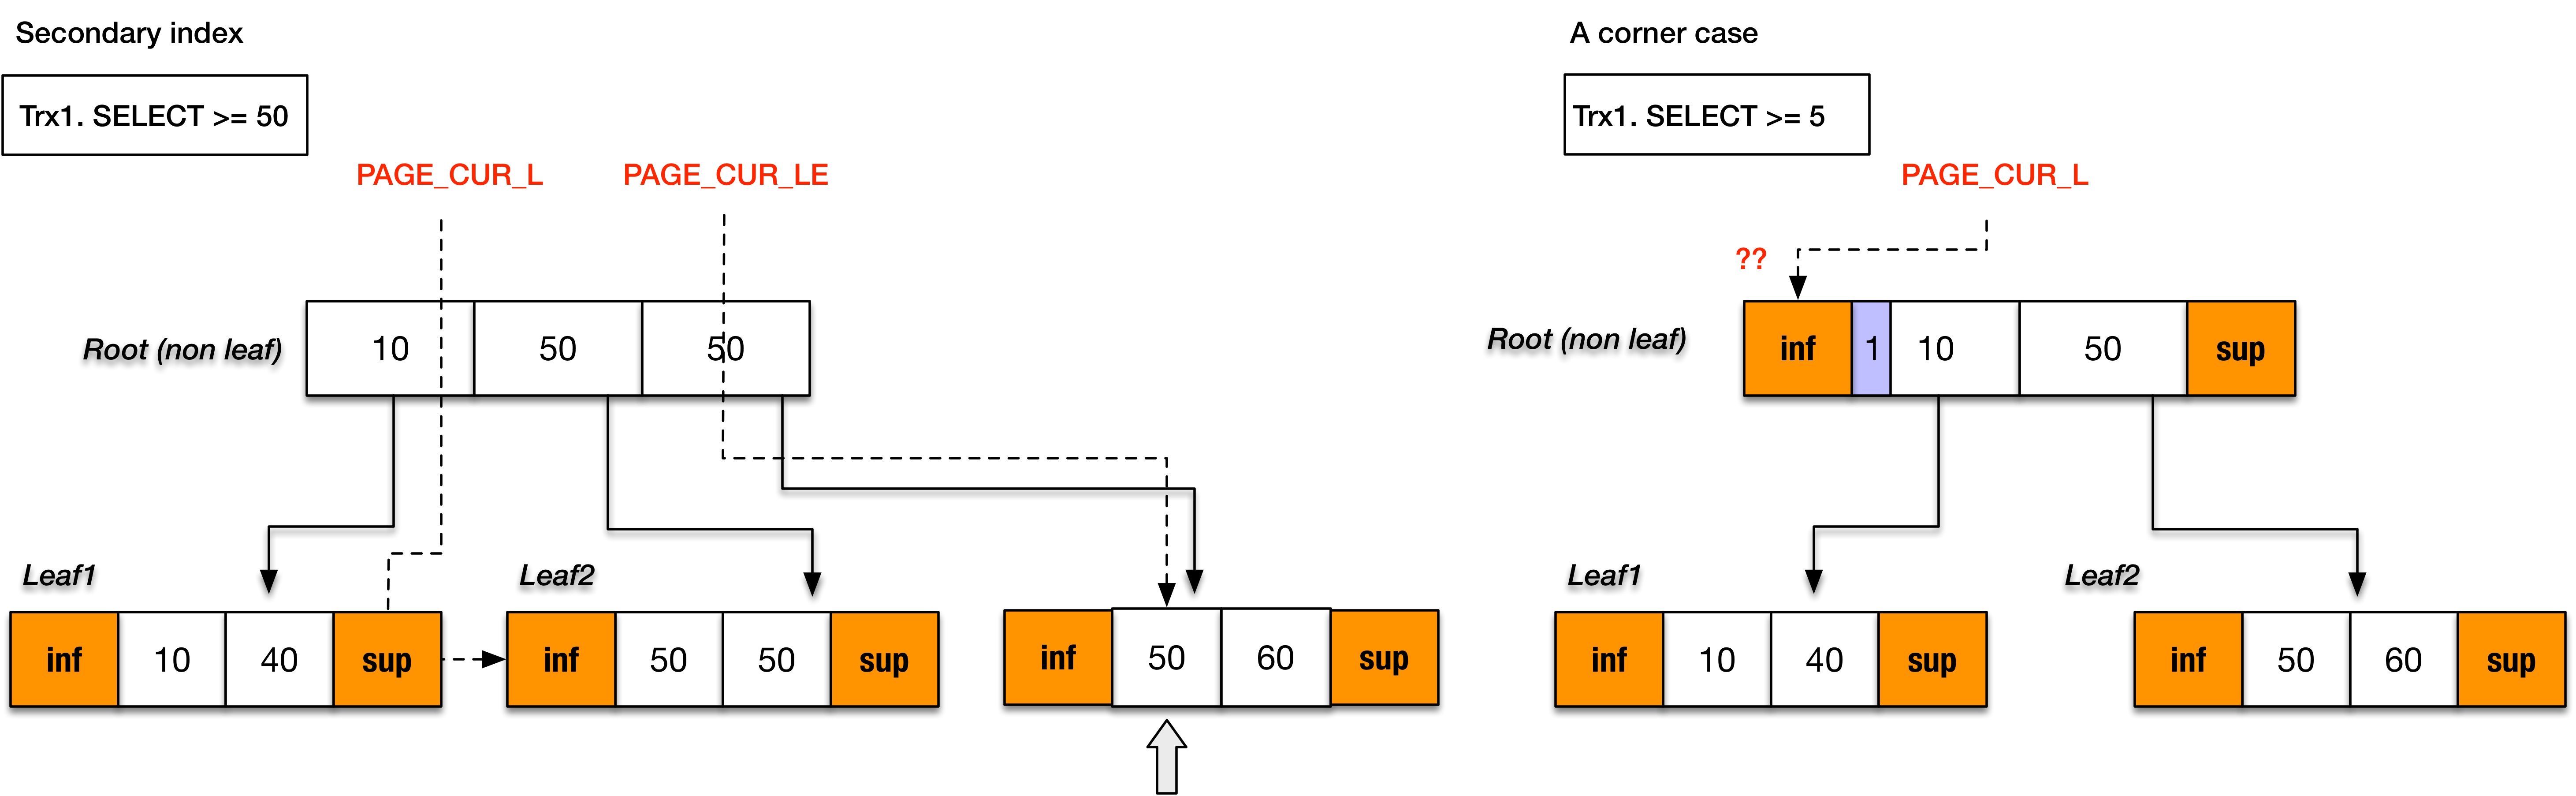 Secondary index
Trx1. SELECT >= 50
PAGE_CUR_L PAGE_CUR_LE
Root (non leaf) 10 50 50
Leaf1 Leaf2
inf 10 40 sup inf 50 50 sup inf 50 60 sup
A corner case
Trx1. SELECT >= 5
PAGE_CUR_L
??
Root (non leaf) inf 1 10 50 sup
Leaf1 Leaf2
inf 10 40 sup inf 50 60 sup